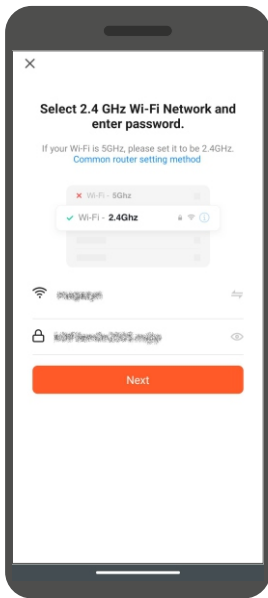 Select 2.4 GHz Wi-Fi Network and
enter password.
If your Wi-Fi is 5GHz, please set it to be 2.4GHz.
Common router setting method
Wi-Fi - 5Ghz
Wi-Fi - 2.4Ghz
Next